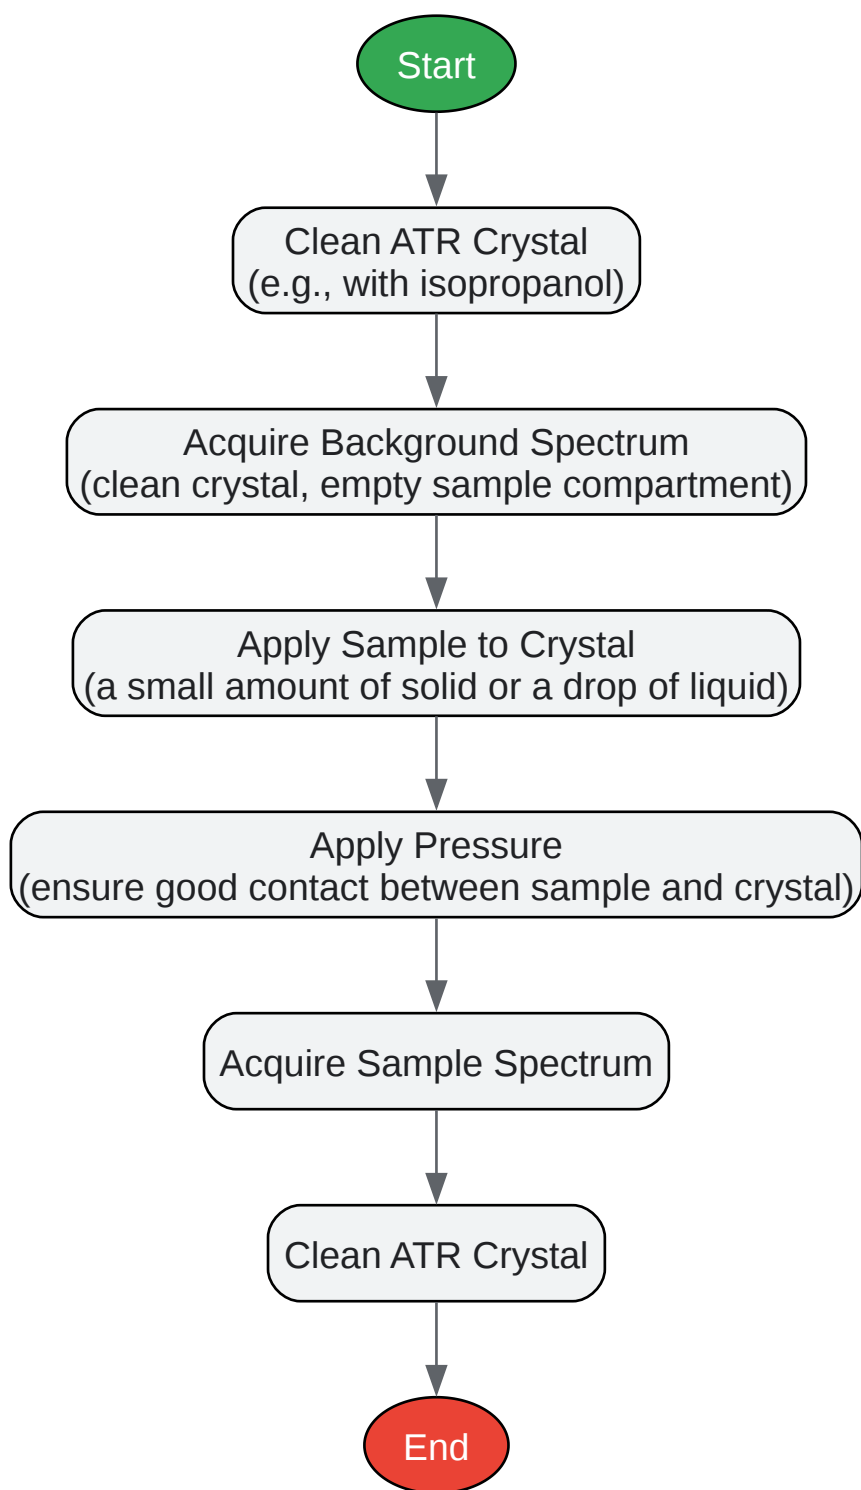 Start
Clean ATR Crystal
(e.g., with isopropanol)
Acquire Background Spectrum
(clean crystal, empty sample compartment)
Apply Sample to Crystal
(a small amount of solid or a drop of liquid)
Apply Pressure
(ensure good contact between sample and crystal)
Acquire Sample Spectrum
Clean ATR Crystal
End